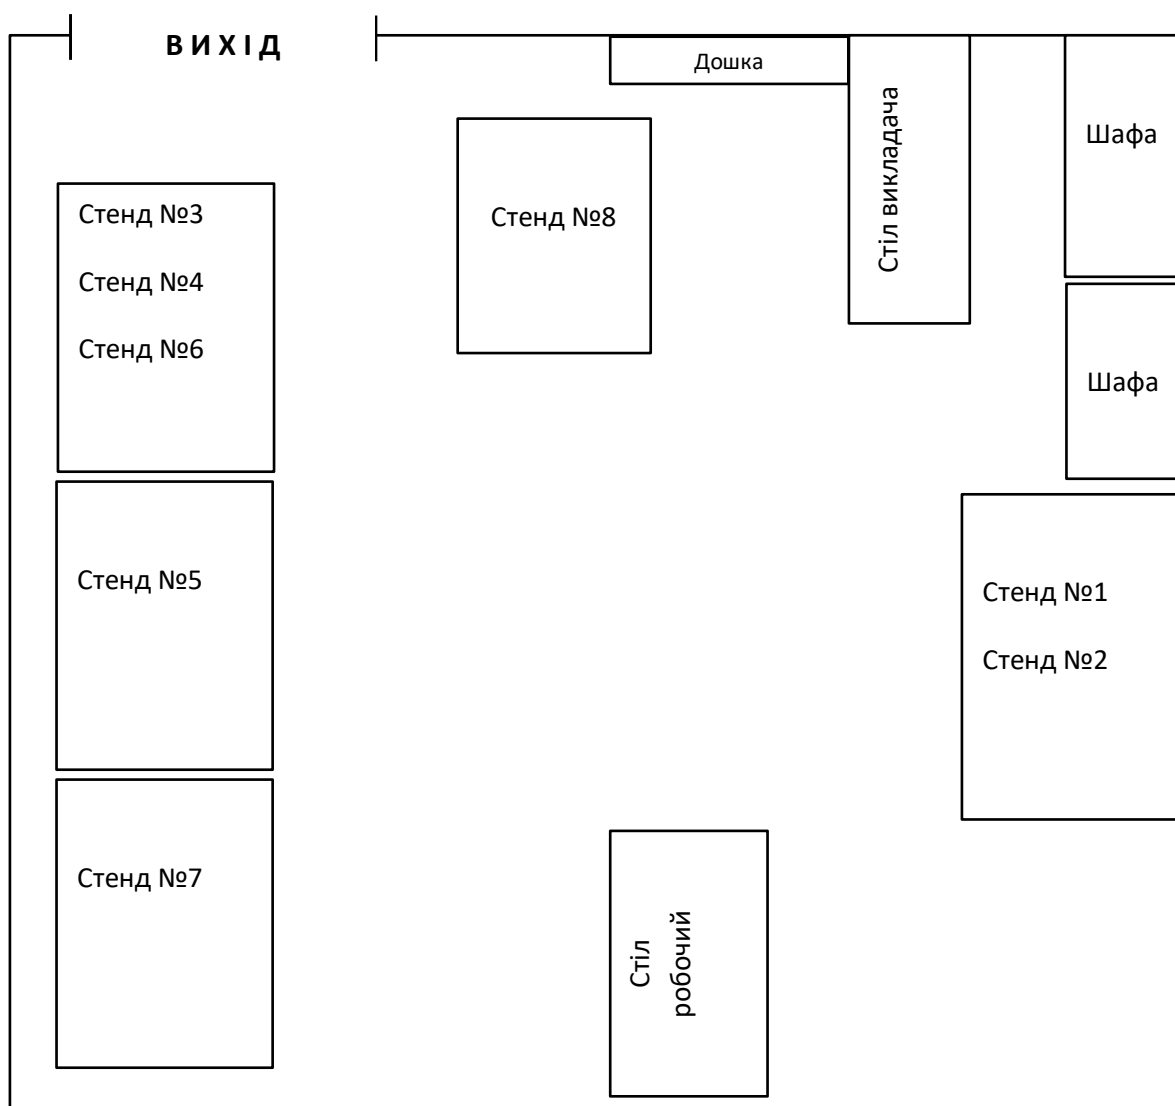 ВИХІД
Дошка
Стіл викладача
Шафа
Стенд №3
Стенд №4
Стенд №6
Стенд №8
Шафа
Стенд №5
Стенд №1
Стенд №2
Стенд №7
Стіл
робочий